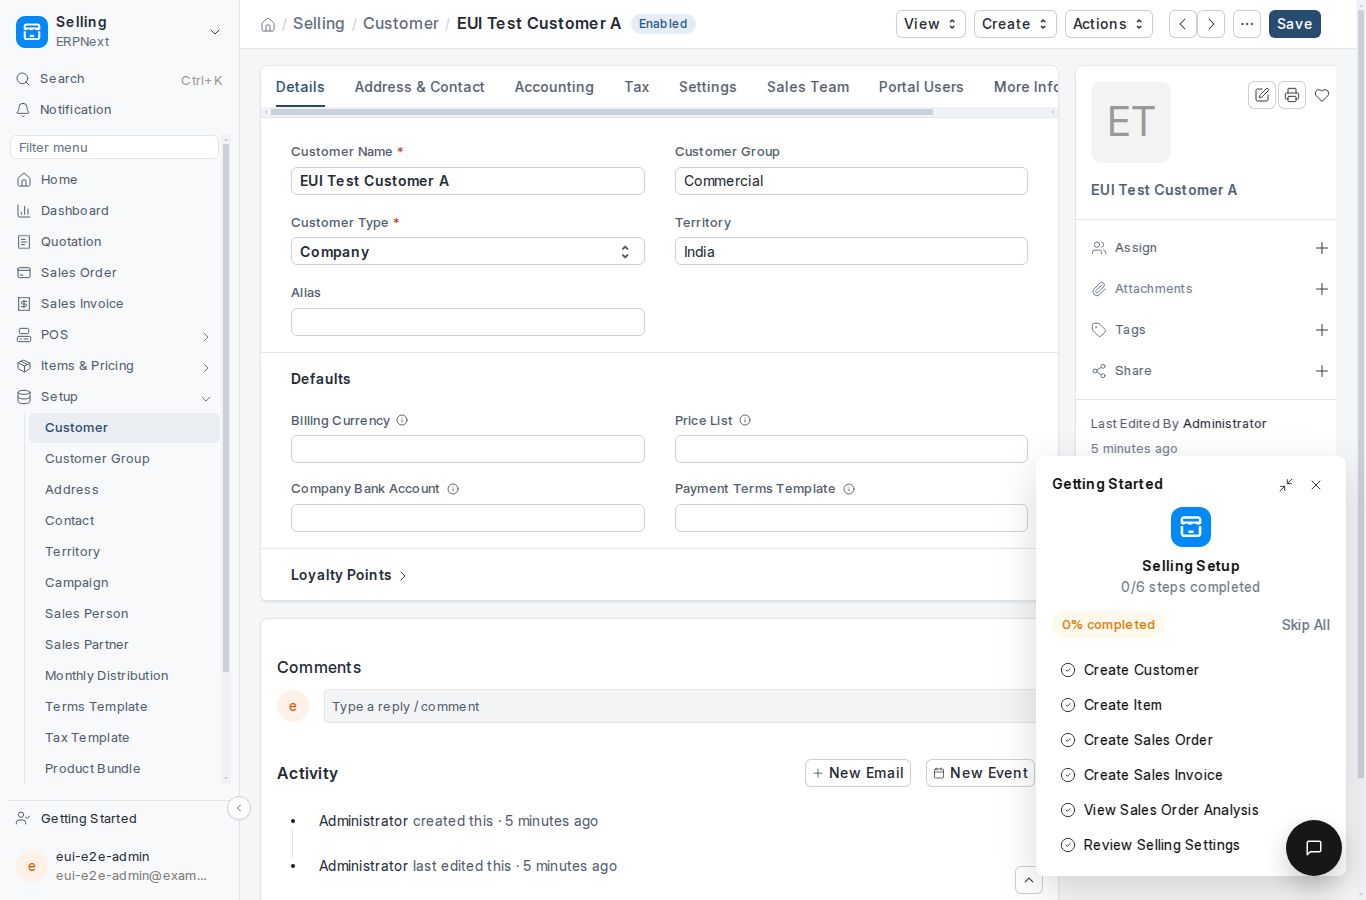 Selling
ERPNext
Search
Ctrl+K
Notification
Filter menu
Home
Dashboard
Quotation
Sales Order
Sales Invoice
POS
Items & Pricing
Setup
Customer
Customer Group
Address
Contact
Territory
Campaign
Sales Person
Sales Partner
Monthly Distribution
Terms Template
Tax Template
Product Bundle
Getting Started
e
eui-e2e-admin
eui-e2e-admin@exam...
/ Selling / Customer / EUI Test Customer A Enabled
View
Create
Actions
Save
Details
Address & Contact
Accounting
Tax
Settings
Sales Team
Portal Users
More Info
Customer Name *
EUI Test Customer A
Customer Group
Commercial
Customer Type *
Company
Territory
India
Alias
Defaults
Billing Currency
Price List
Company Bank Account
Payment Terms Template
Loyalty Points
Comments
e
Type a reply / comment
Activity
New Email
New Event
Administrator created this · 5 minutes ago
Administrator last edited this · 5 minutes ago
ET
EUI Test Customer A
Assign
Attachments
Tags
Share
Last Edited By Administrator
5 minutes ago
Getting Started
Selling Setup
0/6 steps completed
0% completed
Skip All
Create Customer
Create Item
Create Sales Order
Create Sales Invoice
View Sales Order Analysis
Review Selling Settings